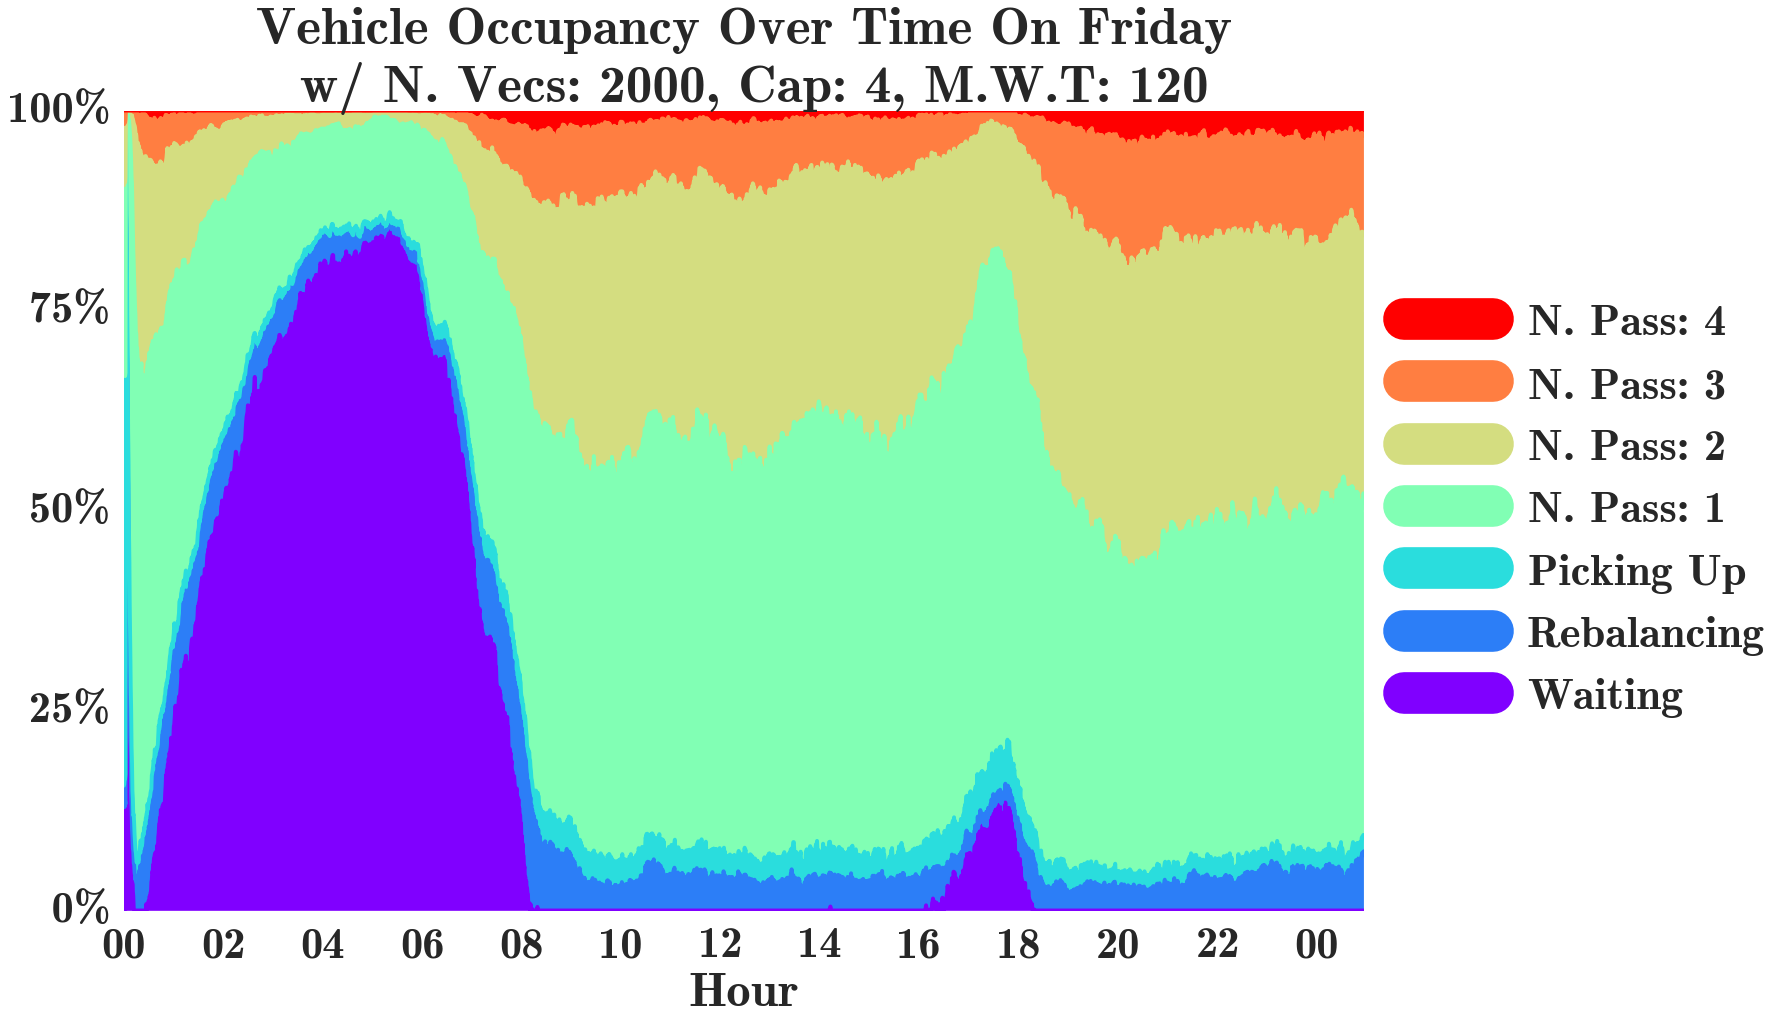 Vehicle Occupancy Over Time On Friday
w/ N. Vecs: 2000, Cap: 4, M.W.T: 120
100%
75%
50%
25%
0%
00 02 04 06 08 10 12 14 16 18 20 22 00
Hour
N. Pass: 4
N. Pass: 3
N. Pass: 2
N. Pass: 1
Picking Up
Rebalancing
Waiting